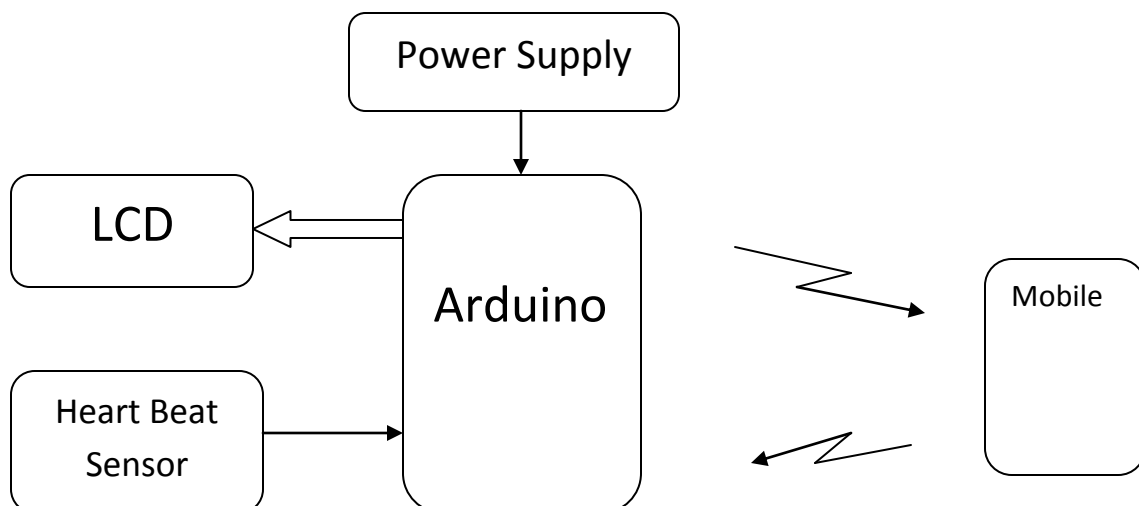 Power Supply
LCD
Arduino
Mobile
Heart Beat
Sensor